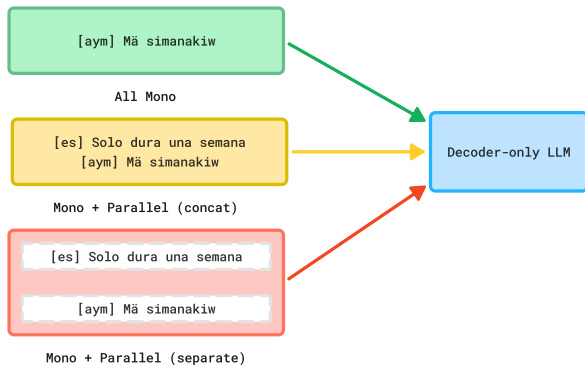 [aym] Mä simanakiw
All Mono
[es] Solo dura una semana
[aym] Mä simanakiw
Mono + Parallel (concat)
[es] Solo dura una semana
[aym] Mä simanakiw
Mono + Parallel (separate)
Decoder-only LLM